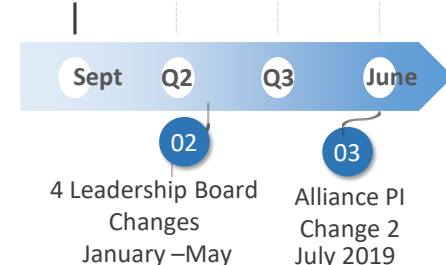 Sept Q2 Q3 June
02 03
4 Leadership Board
Changes
January –May
Alliance PI
Change 2
July 2019